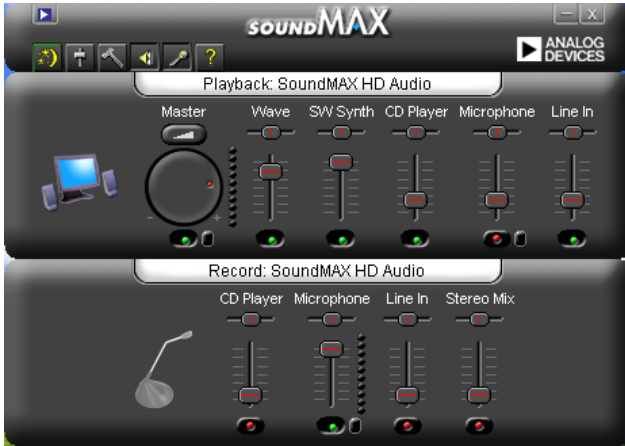 SOUNDMAX
ANALOG
DEVICES
?
Playback: SoundMAX HD Audio
Master Wave SW Synth CD Player Microphone Line In
- +
Record: SoundMAX HD Audio
CD Player Microphone Line In Stereo Mix